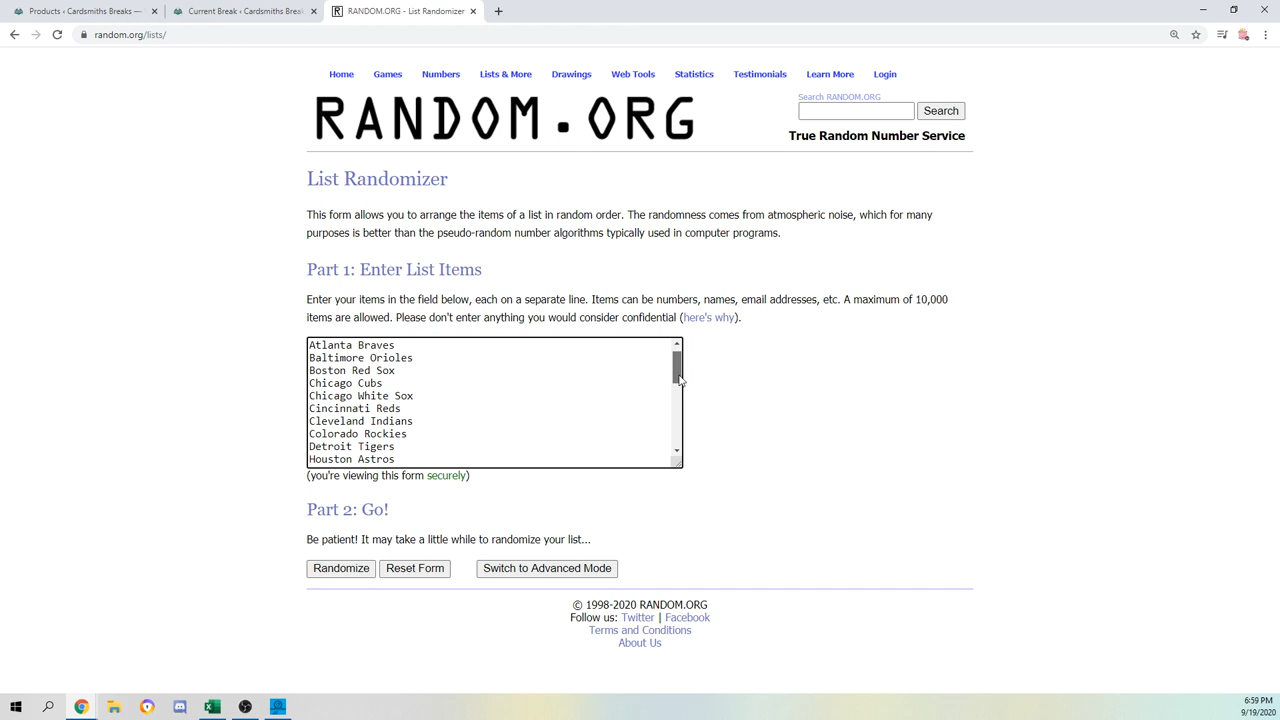 Products ‹ Cardsmiths Breaks —
Current Break ‹ Cardsmiths Break
RANDOM.ORG - List Randomizer
random.org/lists/
Home Games Numbers Lists & More Drawings Web Tools Statistics Testimonials Learn More Login
RANDOM.ORG
Search RANDOM.ORG
Search
True Random Number Service
List Randomizer
This form allows you to arrange the items of a list in random order. The randomness comes from atmospheric noise, which for many
purposes is better than the pseudo-random number algorithms typically used in computer programs.
Part 1: Enter List Items
Enter your items in the field below, each on a separate line. Items can be numbers, names, email addresses, etc. A maximum of 10,000
items are allowed. Please don't enter anything you would consider confidential (here's why).
Atlanta Braves
Baltimore Orioles
Boston Red Sox
Chicago Cubs
Chicago White Sox
Cincinnati Reds
Cleveland Indians
Colorado Rockies
Detroit Tigers
Houston Astros
(you're viewing this form securely)
Part 2: Go!
Be patient! It may take a little while to randomize your list...
Randomize Reset Form Switch to Advanced Mode
© 1998-2020 RANDOM.ORG
Follow us: Twitter | Facebook
Terms and Conditions
About Us
6:59 PM
9/19/2020